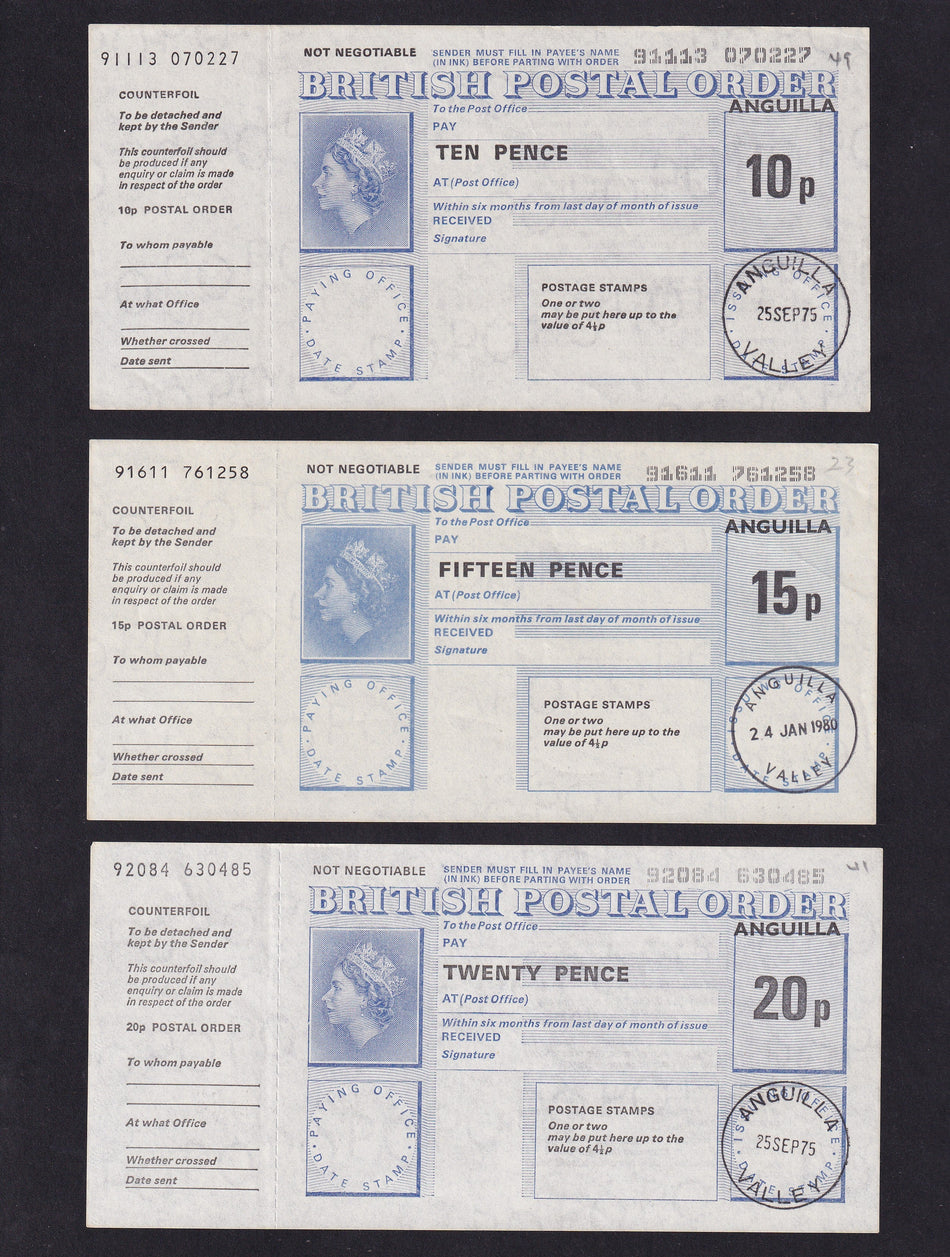 91113 070227
COUNTERFOIL
To be detached and
kept by the Sender
This counterfoil should
be produced if any
enquiry or claim is made
in respect of the order
10p POSTAL ORDER
To whom payable
At what Office
Whether crossed
Date sent
NOT NEGOTIABLE
SENDER MUST FILL IN PAYEE'S NAME
(IN INK) BEFORE PARTING WITH ORDER
91113 070227
49
BRITISH POSTAL ORDER
ANGUILLA
To the Post Office
PAY
TEN PENCE
10p
AT (Post Office)
Within six months from last day of month of issue
RECEIVED
Signature
PAYING OFFICE
DATE STAMP
POSTAGE STAMPS
One or two
may be put here up to the
value of 4½p
ISSUING OFFICE
DATE STAMP
ANGUILLA
25SEP75
VALLEY
91611 761258
COUNTERFOIL
To be detached and
kept by the Sender
This counterfoil should
be produced if any
enquiry or claim is made
in respect of the order
15p POSTAL ORDER
To whom payable
At what Office
Whether crossed
Date sent
NOT NEGOTIABLE
SENDER MUST FILL IN PAYEE'S NAME
(IN INK) BEFORE PARTING WITH ORDER
91611 761258
23
BRITISH POSTAL ORDER
ANGUILLA
To the Post Office
PAY
FIFTEEN PENCE
15p
AT (Post Office)
Within six months from last day of month of issue
RECEIVED
Signature
PAYING OFFICE
DATE STAMP
POSTAGE STAMPS
One or two
may be put here up to the
value of 4½p
ISSUING OFFICE
DATE STAMP
ANGUILLA
24 JAN 1980
VALLEY
92084 630485
COUNTERFOIL
To be detached and
kept by the Sender
This counterfoil should
be produced if any
enquiry or claim is made
in respect of the order
20p POSTAL ORDER
To whom payable
At what Office
Whether crossed
Date sent
NOT NEGOTIABLE
SENDER MUST FILL IN PAYEE'S NAME
(IN INK) BEFORE PARTING WITH ORDER
92084 630485
BRITISH POSTAL ORDER
ANGUILLA
To the Post Office
PAY
TWENTY PENCE
20p
AT (Post Office)
Within six months from last day of month of issue
RECEIVED
Signature
PAYING OFFICE
DATE STAMP
POSTAGE STAMPS
One or two
may be put here up to the
value of 4½p
ISSUING OFFICE
DATE STAMP
ANGUILLA
25SEP75
VALLEY